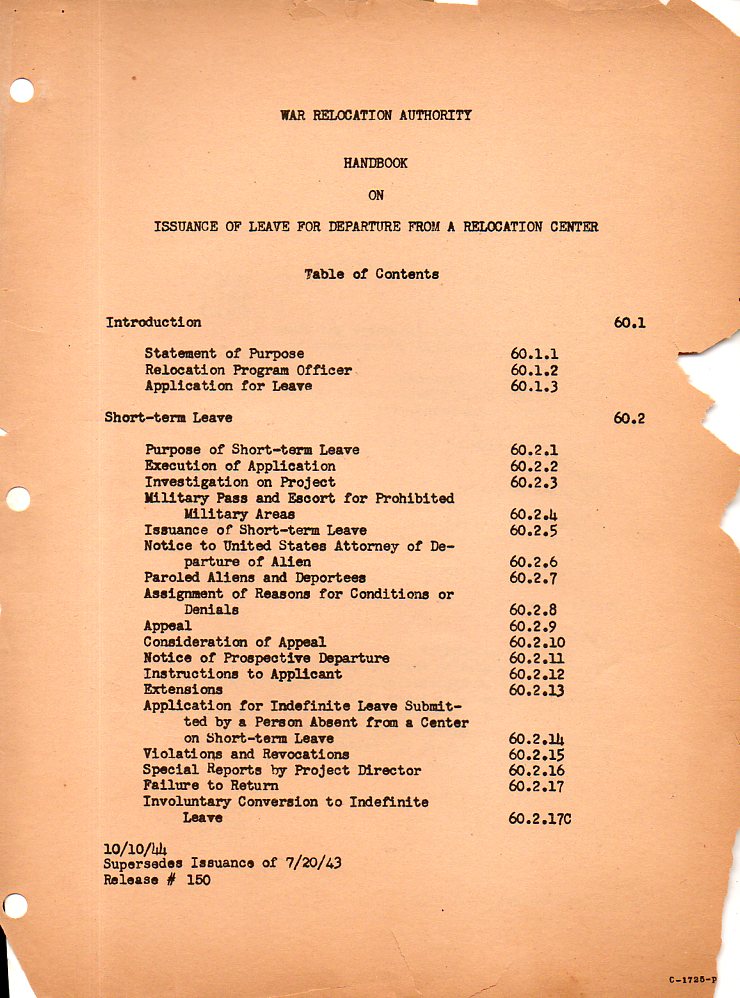 WAR RELOCATION AUTHORITY
HANDBOOK
ON
ISSUANCE OF LEAVE FOR DEPARTURE FROM A RELOCATION CENTER
Table of Contents
Introduction 60.1
Statement of Purpose 60.1.1
Relocation Program Officer 60.1.2
Application for Leave 60.1.3
Short-term Leave 60.2
Purpose of Short-term Leave 60.2.1
Execution of Application 60.2.2
Investigation on Project 60.2.3
Military Pass and Escort for Prohibited
Military Areas 60.2.4
Issuance of Short-term Leave 60.2.5
Notice to United States Attorney of De-
parture of Alien 60.2.6
Paroled Aliens and Deportees 60.2.7
Assignment of Reasons for Conditions or
Denials 60.2.8
Appeal 60.2.9
Consideration of Appeal 60.2.10
Notice of Prospective Departure 60.2.11
Instructions to Applicant 60.2.12
Extensions 60.2.13
Application for Indefinite Leave Submit-
ted by a Person Absent from a Center
on Short-term Leave 60.2.14
Violations and Revocations 60.2.15
Special Reports by Project Director 60.2.16
Failure to Return 60.2.17
Involuntary Conversion to Indefinite
Leave 60.2.17C
10/10/44
Supersedes Issuance of 7/20/43
Release # 150
C-1725-P